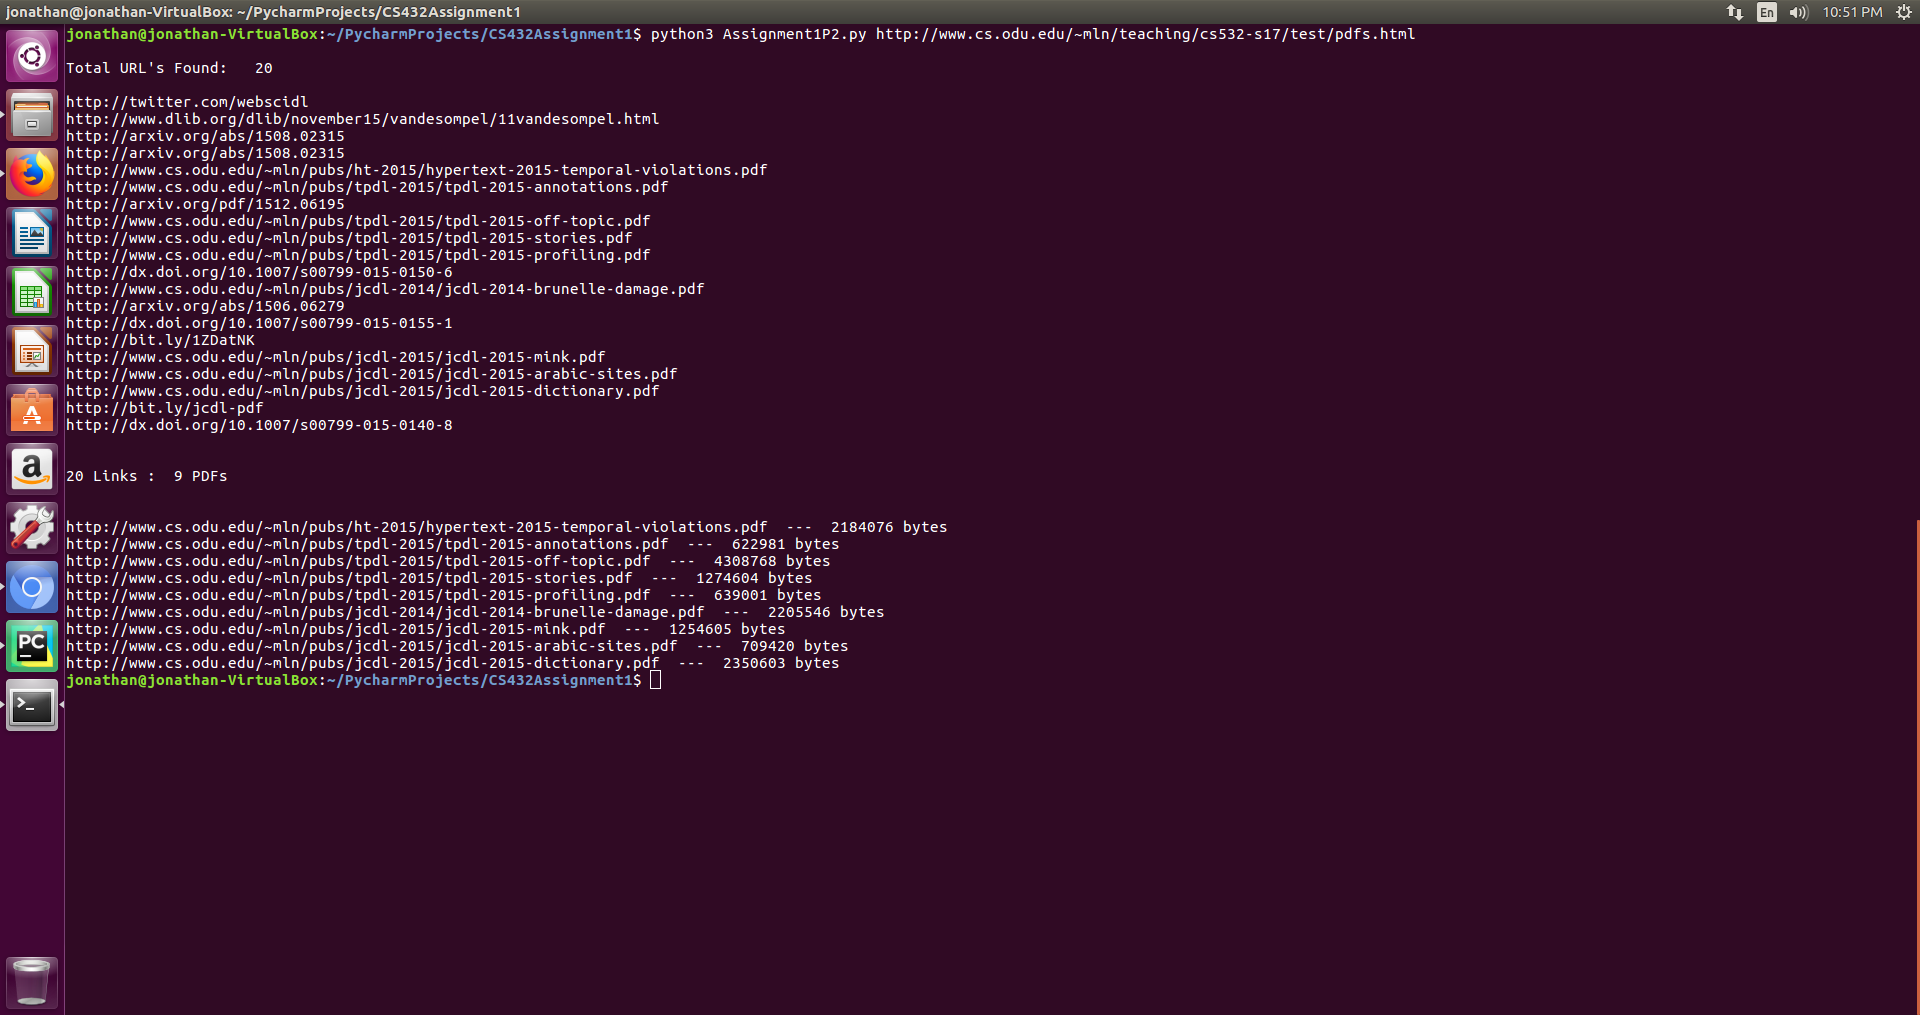 jonathan@jonathan-VirtualBox: ~/PycharmProjects/CS432Assignment1
En
10:51 PM
jonathan@jonathan-VirtualBox:~/PycharmProjects/CS432Assignment1$ python3 Assignment1P2.py http://www.cs.odu.edu/~mln/teaching/cs532-s17/test/pdfs.html
Total URL's Found:   20
http://twitter.com/webscidl
http://www.dlib.org/dlib/november15/vandesompel/11vandesompel.html
http://arxiv.org/abs/1508.02315
http://arxiv.org/abs/1508.02315
http://www.cs.odu.edu/~mln/pubs/ht-2015/hypertext-2015-temporal-violations.pdf
http://www.cs.odu.edu/~mln/pubs/tpdl-2015/tpdl-2015-annotations.pdf
http://arxiv.org/pdf/1512.06195
http://www.cs.odu.edu/~mln/pubs/tpdl-2015/tpdl-2015-off-topic.pdf
http://www.cs.odu.edu/~mln/pubs/tpdl-2015/tpdl-2015-stories.pdf
http://www.cs.odu.edu/~mln/pubs/tpdl-2015/tpdl-2015-profiling.pdf
http://dx.doi.org/10.1007/s00799-015-0150-6
http://www.cs.odu.edu/~mln/pubs/jcdl-2014/jcdl-2014-brunelle-damage.pdf
http://arxiv.org/abs/1506.06279
http://dx.doi.org/10.1007/s00799-015-0155-1
http://bit.ly/1ZDatNK
http://www.cs.odu.edu/~mln/pubs/jcdl-2015/jcdl-2015-mink.pdf
http://www.cs.odu.edu/~mln/pubs/jcdl-2015/jcdl-2015-arabic-sites.pdf
http://www.cs.odu.edu/~mln/pubs/jcdl-2015/jcdl-2015-dictionary.pdf
http://bit.ly/jcdl-pdf
http://dx.doi.org/10.1007/s00799-015-0140-8
20 Links :  9 PDFs
http://www.cs.odu.edu/~mln/pubs/ht-2015/hypertext-2015-temporal-violations.pdf  ---  2184076 bytes
http://www.cs.odu.edu/~mln/pubs/tpdl-2015/tpdl-2015-annotations.pdf  ---  622981 bytes
http://www.cs.odu.edu/~mln/pubs/tpdl-2015/tpdl-2015-off-topic.pdf  ---  4308768 bytes
http://www.cs.odu.edu/~mln/pubs/tpdl-2015/tpdl-2015-stories.pdf  ---  1274604 bytes
http://www.cs.odu.edu/~mln/pubs/tpdl-2015/tpdl-2015-profiling.pdf  ---  639001 bytes
http://www.cs.odu.edu/~mln/pubs/jcdl-2014/jcdl-2014-brunelle-damage.pdf  ---  2205546 bytes
http://www.cs.odu.edu/~mln/pubs/jcdl-2015/jcdl-2015-mink.pdf  ---  1254605 bytes
http://www.cs.odu.edu/~mln/pubs/jcdl-2015/jcdl-2015-arabic-sites.pdf  ---  709420 bytes
http://www.cs.odu.edu/~mln/pubs/jcdl-2015/jcdl-2015-dictionary.pdf  ---  2350603 bytes
jonathan@jonathan-VirtualBox:~/PycharmProjects/CS432Assignment1$
A
a
PC
>_